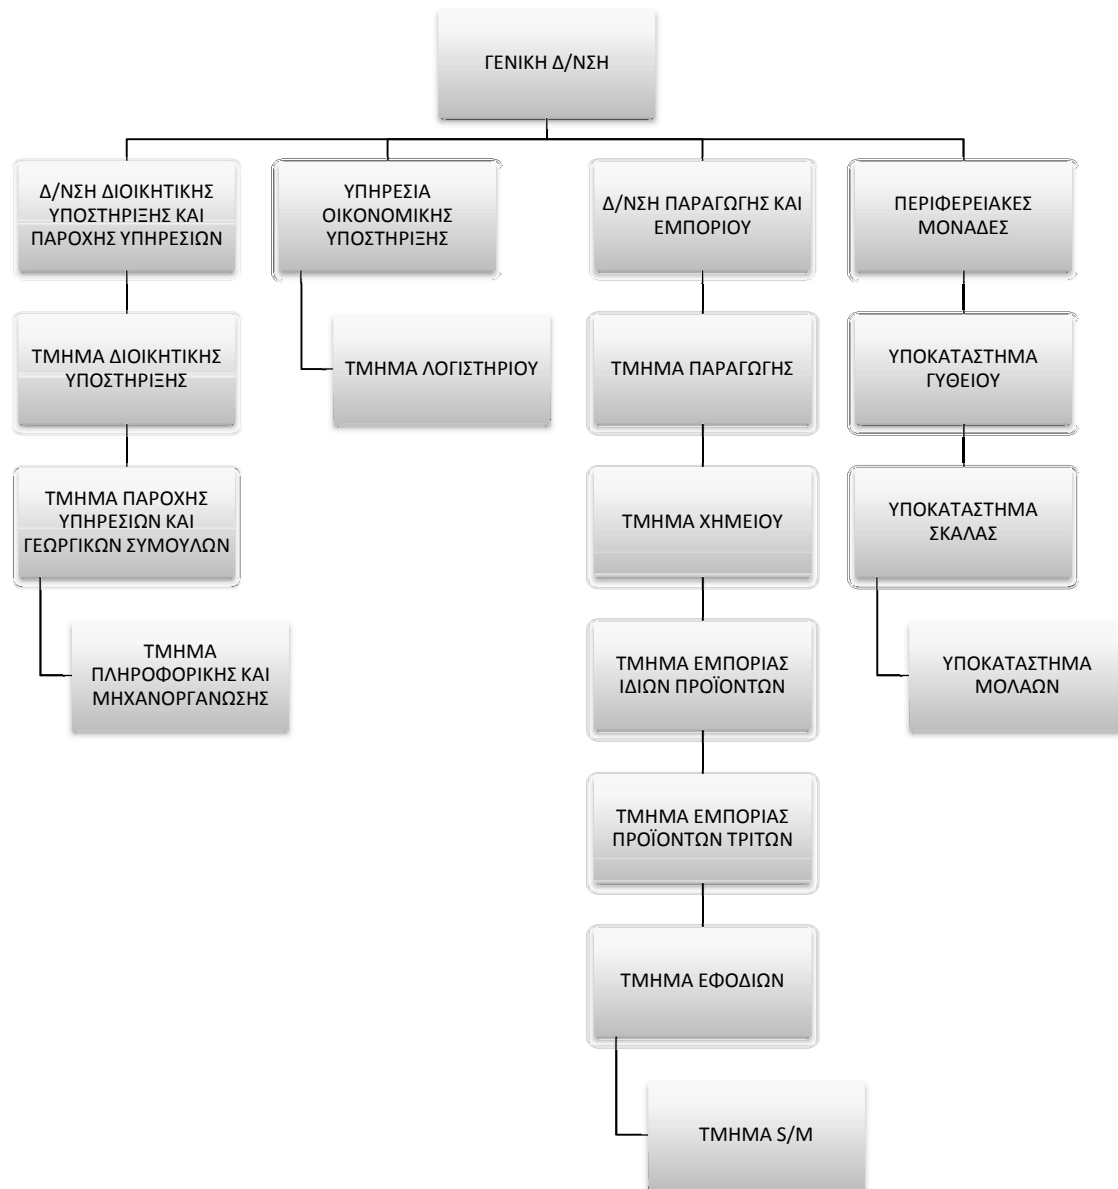 ΓΕΝΙΚΗ Δ/ΝΣΗ
Δ/ΝΣΗ ΔΙΟΙΚΗΤΙΚΗΣ
ΥΠΟΣΤΗΡΙΞΗΣ ΚΑΙ
ΠΑΡΟΧΗΣ ΥΠΗΡΕΣΙΩΝ
ΤΜΗΜΑ ΔΙΟΙΚΗΤΙΚΗΣ
ΥΠΟΣΤΗΡΙΞΗΣ
ΤΜΗΜΑ ΠΑΡΟΧΗΣ
ΥΠΗΡΕΣΙΩΝ ΚΑΙ
ΓΕΩΡΓΙΚΩΝ ΣΥΜΟΥΛΩΝ
ΤΜΗΜΑ
ΠΛΗΡΟΦΟΡΙΚΗΣ ΚΑΙ
ΜΗΧΑΝΟΡΓΑΝΩΣΗΣ
ΥΠΗΡΕΣΙΑ
ΟΙΚΟΝΟΜΙΚΗΣ
ΥΠΟΣΤΗΡΙΞΗΣ
ΤΜΗΜΑ ΛΟΓΙΣΤΗΡΙΟΥ
Δ/ΝΣΗ ΠΑΡΑΓΩΓΗΣ ΚΑΙ
ΕΜΠΟΡΙΟΥ
ΤΜΗΜΑ ΠΑΡΑΓΩΓΗΣ
ΤΜΗΜΑ ΧΗΜΕΙΟΥ
ΤΜΗΜΑ ΕΜΠΟΡΙΑΣ
ΙΔΙΩΝ ΠΡΟΪΟΝΤΩΝ
ΤΜΗΜΑ ΕΜΠΟΡΙΑΣ
ΠΡΟΪΟΝΤΩΝ ΤΡΙΤΩΝ
ΤΜΗΜΑ ΕΦΟΔΙΩΝ
ΤΜΗΜΑ S/M
ΠΕΡΙΦΕΡΕΙΑΚΕΣ
ΜΟΝΑΔΕΣ
ΥΠΟΚΑΤΑΣΤΗΜΑ
ΓΥΘΕΙΟΥ
ΥΠΟΚΑΤΑΣΤΗΜΑ
ΣΚΑΛΑΣ
ΥΠΟΚΑΤΑΣΤΗΜΑ
ΜΟΛΑΩΝ